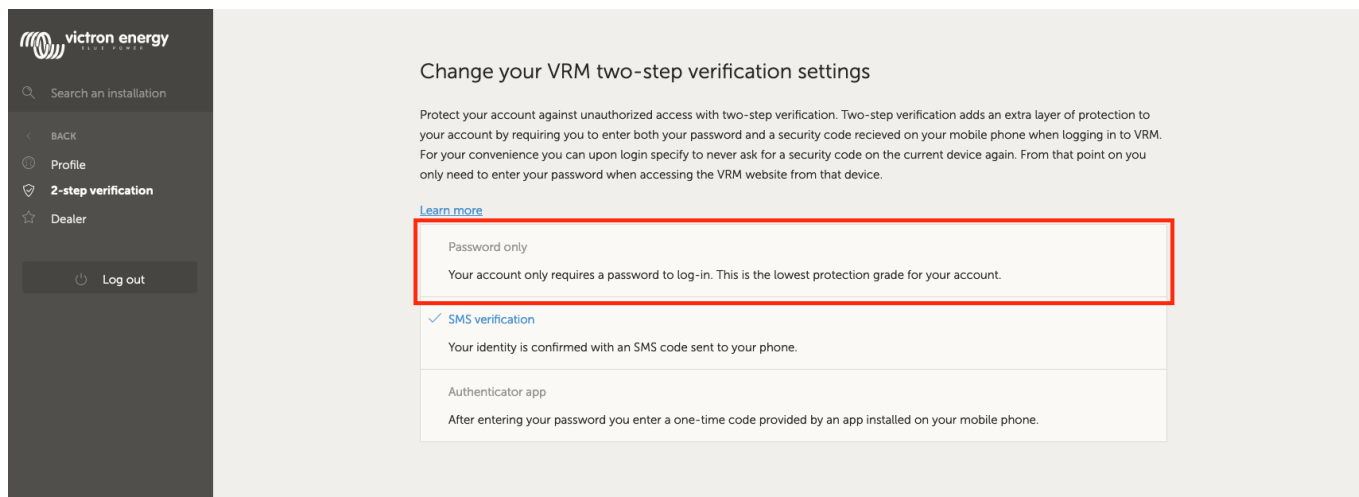 victron energy
BLUE POWER
Search an installation
BACK
Profile
2-step verification
Dealer
Log out
Change your VRM two-step verification settings
Protect your account against unauthorized access with two-step verification. Two-step verification adds an extra layer of protection to
your account by requiring you to enter both your password and a security code recieved on your mobile phone when logging in to VRM.
For your convenience you can upon login specify to never ask for a security code on the current device again. From that point on you
only need to enter your password when accessing the VRM website from that device.
Learn more
Password only
Your account only requires a password to log-in. This is the lowest protection grade for your account.
SMS verification
Your identity is confirmed with an SMS code sent to your phone.
Authenticator app
After entering your password you enter a one-time code provided by an app installed on your mobile phone.